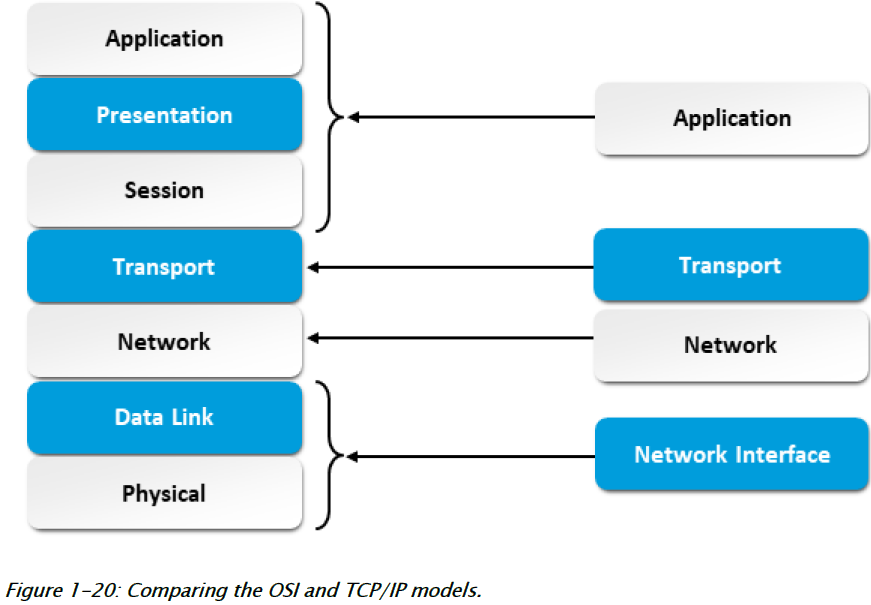 Application
Presentation
Session
Transport
Network
Data Link
Physical
Application
Transport
Network
Network Interface
Figure 1-20: Comparing the OSI and TCP/IP models.